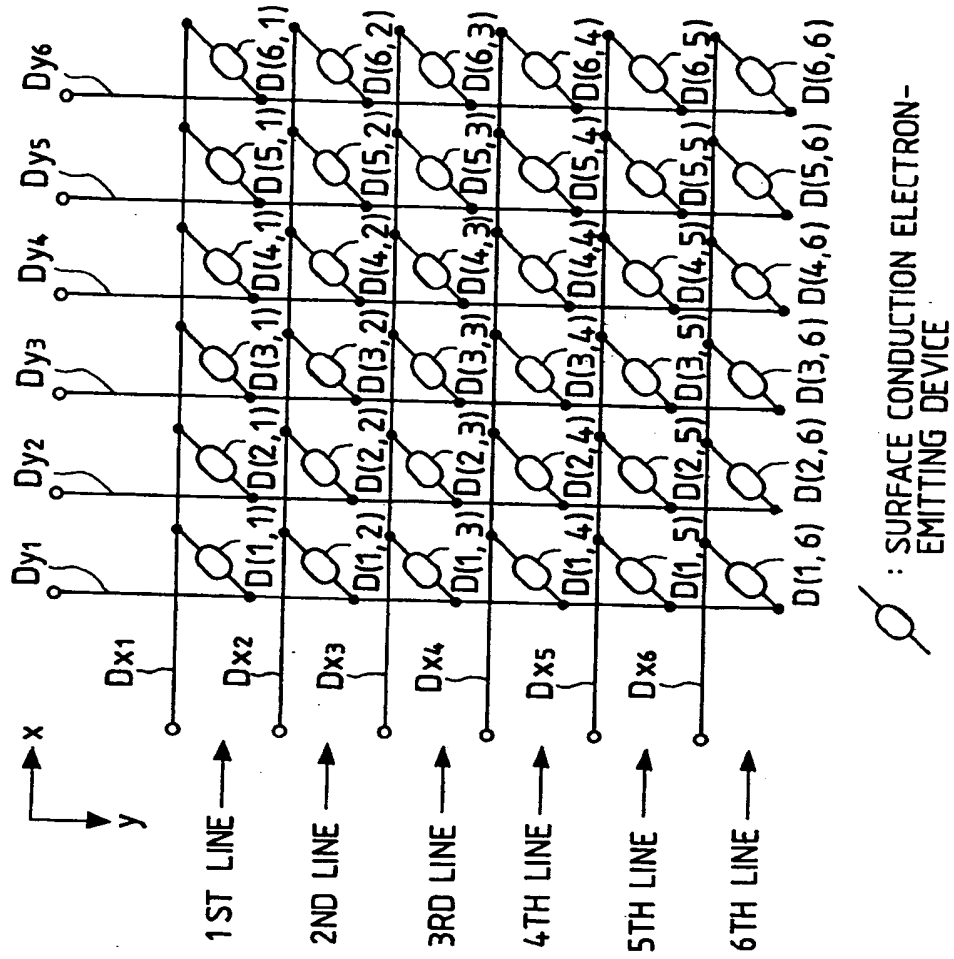 Dy1 Dy2 Dy3 Dy4 Dy5 Dy6
x
y
Dx1
1ST LINE
D(1,1) D(2,1) D(3,1) D(4,1) D(5,1) D(6,1)
Dx2
2ND LINE
D(1,2) D(2,2) D(3,2) D(4,2) D(5,2) D(6,2)
Dx3
3RD LINE
D(1,3) D(2,3) D(3,3) D(4,3) D(5,3) D(6,3)
Dx4
4TH LINE
D(1,4) D(2,4) D(3,4) D(4,4) D(5,4) D(6,4)
Dx5
5TH LINE
D(1,5) D(2,5) D(3,5) D(4,5) D(5,5) D(6,5)
Dx6
6TH LINE
D(1,6) D(2,6) D(3,6) D(4,6) D(5,6) D(6,6)
: SURFACE CONDUCTION ELECTRON-
EMITTING DEVICE